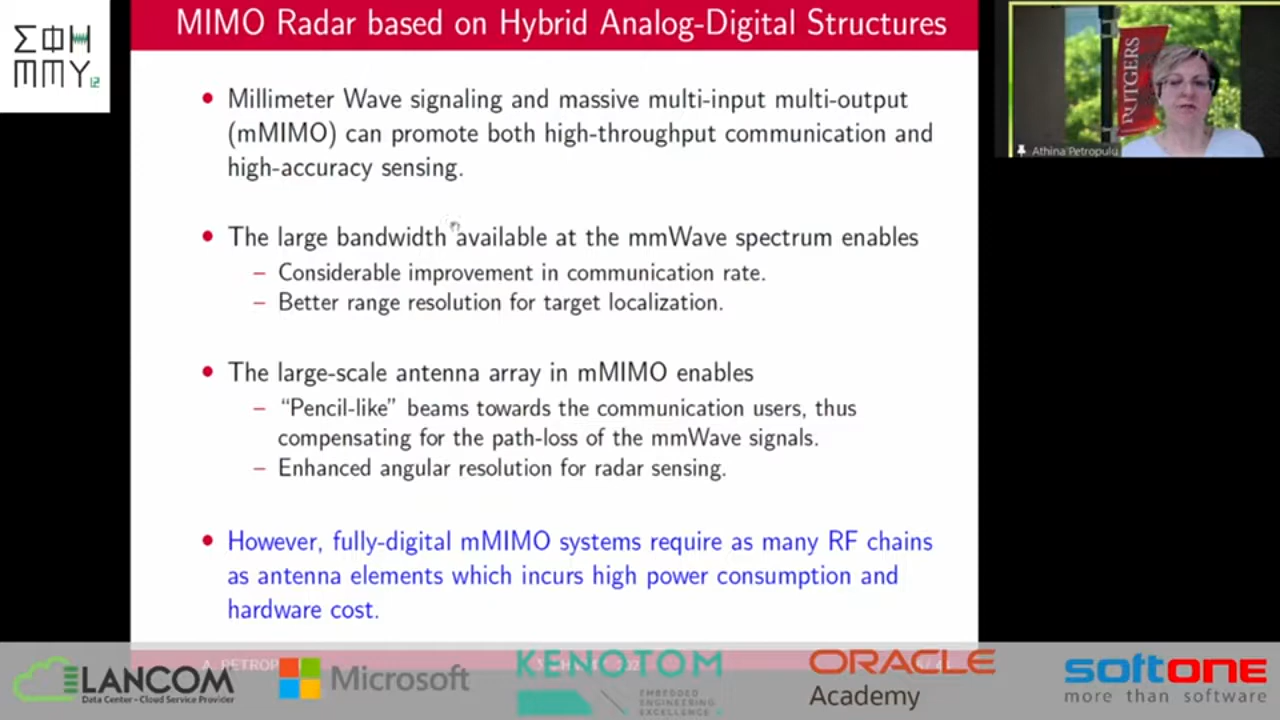 ΣΦΗ
ΜΜΥ 12
MIMO Radar based on Hybrid Analog-Digital Structures
RUTGERS
Athina Petropulu
• Millimeter Wave signaling and massive multi-input multi-output
(mMIMO) can promote both high-throughput communication and
high-accuracy sensing.
• The large bandwidth available at the mmWave spectrum enables
– Considerable improvement in communication rate.
– Better range resolution for target localization.
• The large-scale antenna array in mMIMO enables
– “Pencil-like” beams towards the communication users, thus
compensating for the path-loss of the mmWave signals.
– Enhanced angular resolution for radar sensing.
• However, fully-digital mMIMO systems require as many RF chains
as antenna elements which incurs high power consumption and
hardware cost.
A. PETROP
ELANCOM
Data Center - Cloud Service Provider
Microsoft
KENOTOM
EMBEDDED
ENGINEERING
EXCELLENCE
ORACLE
Academy
softone
more than software